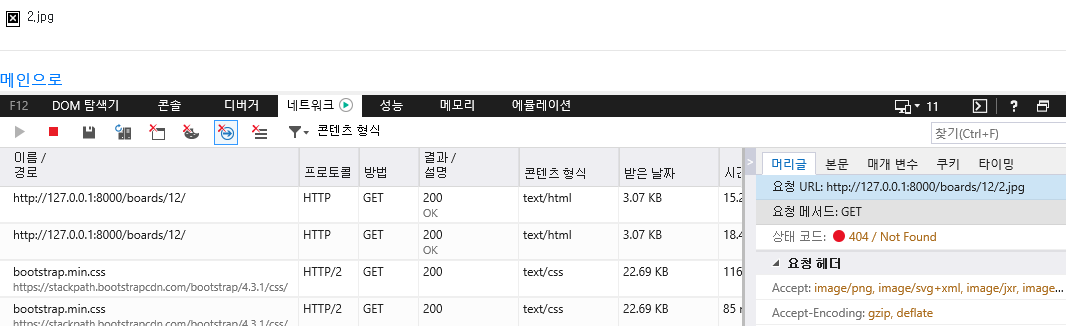 2.jpg
메인으로
F12 DOM 탐색기 콘솔 디버거 네트워크 성능 메모리 에뮬레이션 11 ?
콘텐츠 형식 찾기(Ctrl+F)
이름 / 경로 프로토콜 방법 결과 / 설명 콘텐츠 형식 받은 날짜
http://127.0.0.1:8000/boards/12/ HTTP GET 200 OK text/html 3.07 KB 15.2
http://127.0.0.1:8000/boards/12/ HTTP GET 200 OK text/html 3.07 KB 18.4
bootstrap.min.css HTTP/2 GET 200 text/css 22.69 KB 116
https://stackpath.bootstrapcdn.com/bootstrap/4.3.1/css/
bootstrap.min.css HTTP/2 GET 200 text/css 22.69 KB 85
https://stackpath.bootstrapcdn.com/bootstrap/4.3.1/css/
머리글 본문 매개 변수 쿠키 타이밍
요청 URL: http://127.0.0.1:8000/boards/12/2.jpg
요청 메서드: GET
상태 코드: 404 / Not Found
요청 헤더
Accept: image/png, image/svg+xml, image/jxr, image...
Accept-Encoding: gzip, deflate